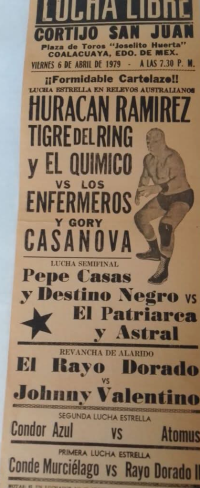 LUCHA LIBRE
CORTIJO SAN JUAN
Plaza de Toros "Joselito Huerta"
COALACUAYA, EDO. DE MEX.
VIERNES 6 DE ABRIL DE 1979 - A LAS 7.30 P. M.
¡¡Formidable Cartelazo!!
LUCHA ESTRELLA EN RELEVOS AUSTRALIANOS
HURACAN RAMIREZ
TIGRE DEL RING
y EL QUIMICO
VS LOS
ENFERMEROS
Y GORY
CASANOVA
LUCHA SEMIFINAL
Pepe Casas
y Destino Negro VS
El Patriarca
y Astral
REVANCHA DE ALARIDO
El Rayo Dorado
VS
Johnny Valentino
SEGUNDA LUCHA ESTRELLA
Condor Azul VS Atomus
PRIMERA LUCHA ESTRELLA
Conde Murciélago vs Rayo Dorado II